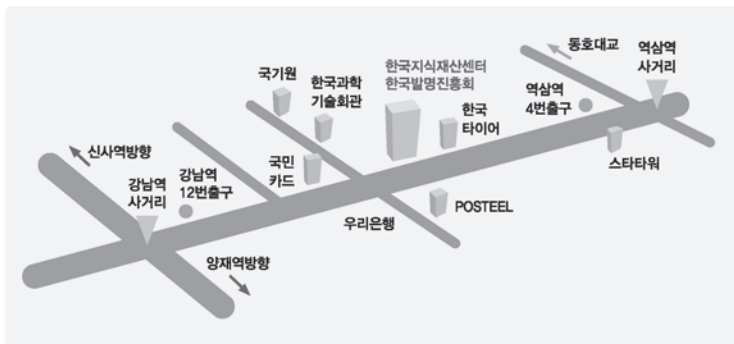 동호대교
역삼역
사거리
국기원
한국과학
기술회관
한국지식재산센터
한국발명진흥회
역삼역
4번출구
한국
타이어
신사역방향
강남역
12번출구
국민
카드
스타타워
강남역
사거리
우리은행
POSTEEL
양재역방향